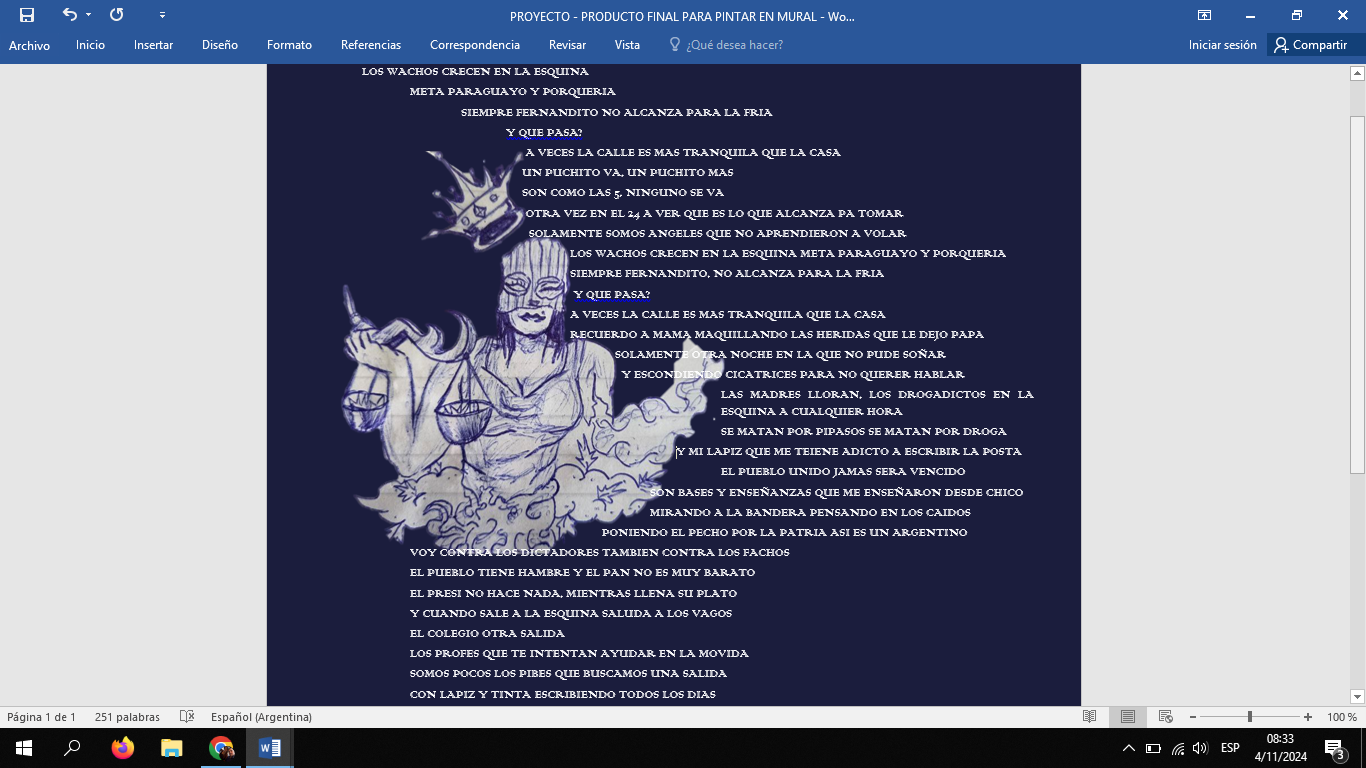 PROYECTO - PRODUCTO FINAL PARA PINTAR EN MURAL - Wo...
Archivo Inicio Insertar Diseño Formato Referencias Correspondencia Revisar Vista ¿Qué desea hacer? Iniciar sesión Compartir
LOS WACHOS CRECEN EN LA ESQUINA
META PARAGUAYO Y PORQUERIA
SIEMPRE FERNANDITO NO ALCANZA PARA LA FRIA
Y QUE PASA?
A VECES LA CALLE ES MAS TRANQUILA QUE LA CASA
UN PUCHITO VA, UN PUCHITO MAS
SON COMO LAS 5, NINGUNO SE VA
OTRA VEZ EN EL 24 A VER QUE ES LO QUE ALCANZA PA TOMAR
SOLAMENTE SOMOS ANGELES QUE NO APRENDIERON A VOLAR
LOS WACHOS CRECEN EN LA ESQUINA META PARAGUAYO Y PORQUERIA
SIEMPRE FERNANDITO, NO ALCANZA PARA LA FRIA
Y QUE PASA?
A VECES LA CALLE ES MAS TRANQUILA QUE LA CASA
RECUERDO A MAMA MAQUILLANDO LAS HERIDAS QUE LE DEJO PAPA
SOLAMENTE OTRA NOCHE EN LA QUE NO PUDE SOÑAR
Y ESCONDIENDO CICATRICES PARA NO QUERER HABLAR
LAS MADRES LLORAN, LOS DROGADICTOS EN LA
ESQUINA A CUALQUIER HORA
SE MATAN POR PIPASOS SE MATAN POR DROGA
Y MI LAPIZ QUE ME TEIENE ADICTO A ESCRIBIR LA POSTA
EL PUEBLO UNIDO JAMAS SERA VENCIDO
SON BASES Y ENSEÑANZAS QUE ME ENSEÑARON DESDE CHICO
MIRANDO A LA BANDERA PENSANDO EN LOS CAIDOS
PONIENDO EL PECHO POR LA PATRIA ASI ES UN ARGENTINO
VOY CONTRA LOS DICTADORES TAMBIEN CONTRA LOS FACHOS
EL PUEBLO TIENE HAMBRE Y EL PAN NO ES MUY BARATO
EL PRESI NO HACE NADA, MIENTRAS LLENA SU PLATO
Y CUANDO SALE A LA ESQUINA SALUDA A LOS VAGOS
EL COLEGIO OTRA SALIDA
LOS PROFES QUE TE INTENTAN AYUDAR EN LA MOVIDA
SOMOS POCOS LOS PIBES QUE BUSCAMOS UNA SALIDA
CON LAPIZ Y TINTA ESCRIBIENDO TODOS LOS DIAS
Página 1 de 1 251 palabras Español (Argentina) 100 %
ESP 08:33
4/11/2024 3